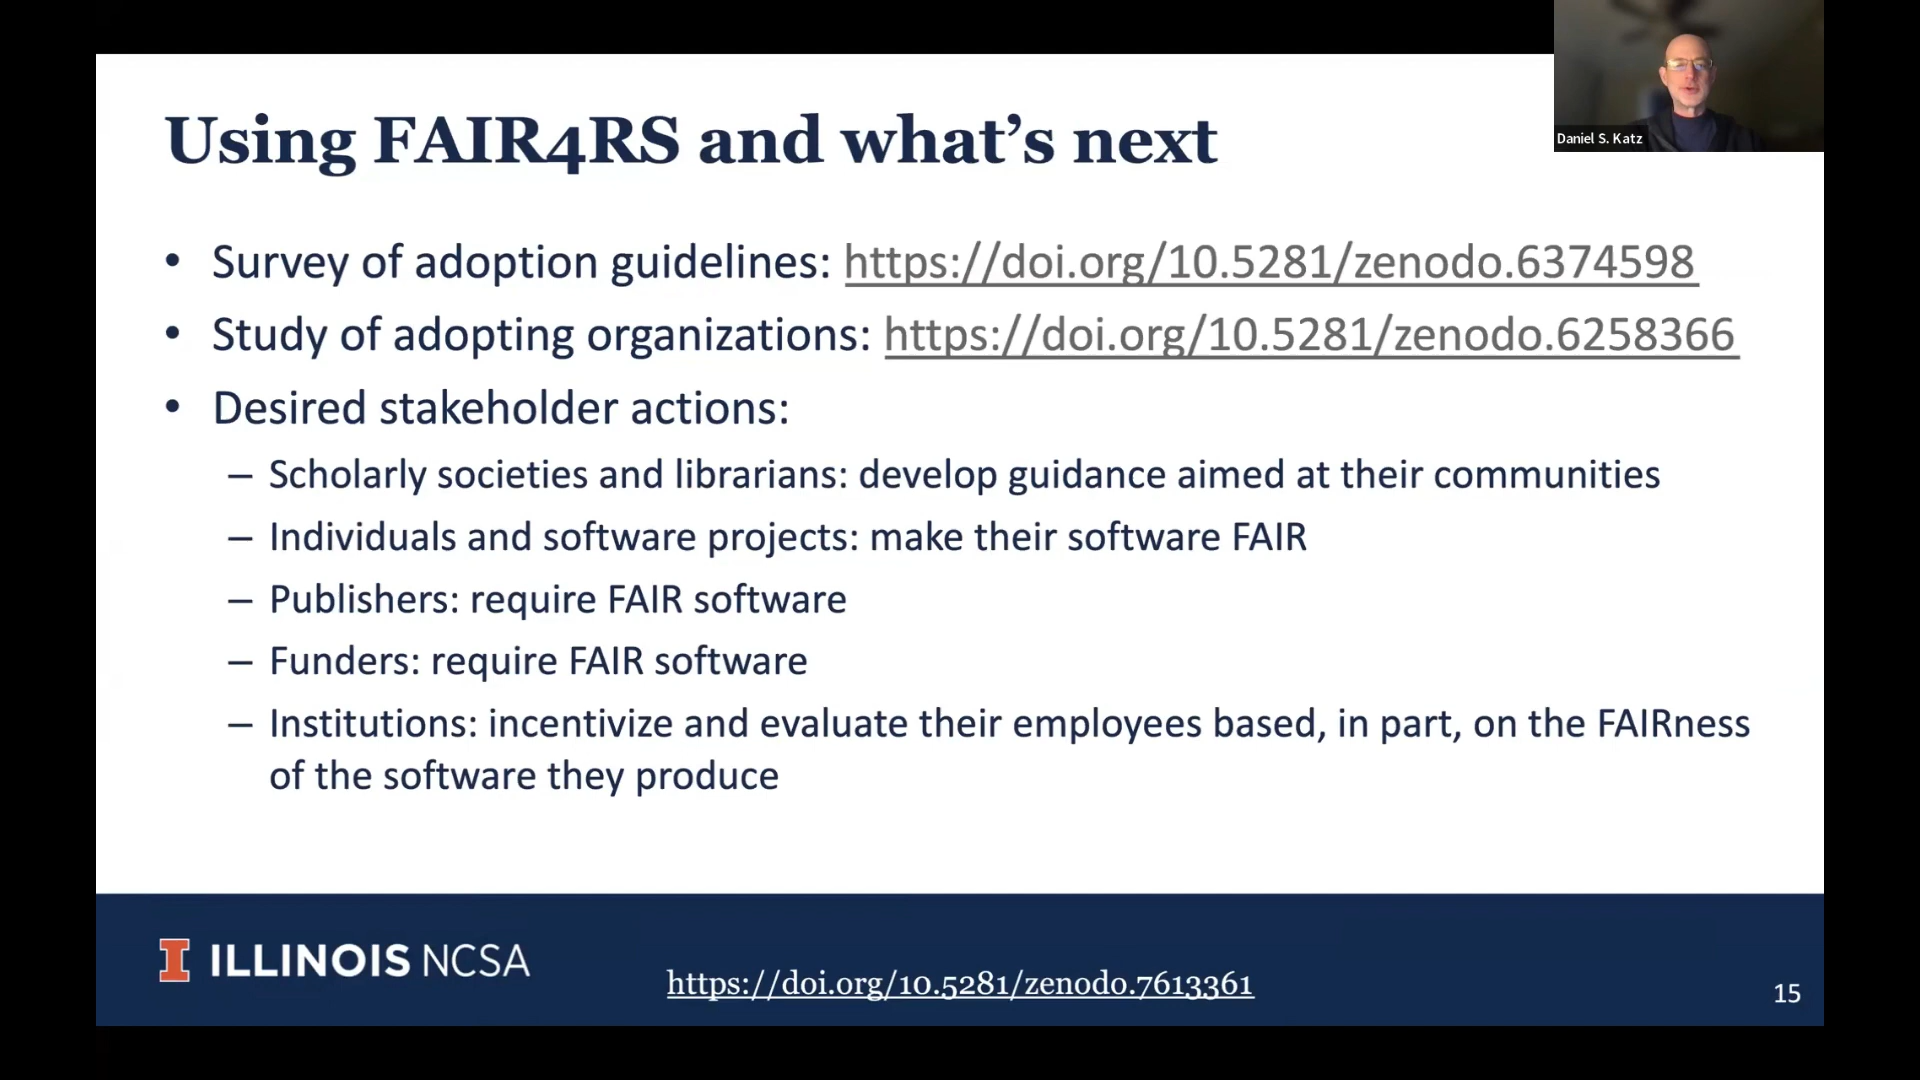 Daniel S. Katz
Using FAIR4RS and what’s next
• Survey of adoption guidelines: https://doi.org/10.5281/zenodo.6374598
• Study of adopting organizations: https://doi.org/10.5281/zenodo.6258366
• Desired stakeholder actions:
– Scholarly societies and librarians: develop guidance aimed at their communities
– Individuals and software projects: make their software FAIR
– Publishers: require FAIR software
– Funders: require FAIR software
– Institutions: incentivize and evaluate their employees based, in part, on the FAIRness
of the software they produce
I ILLINOIS NCSA
https://doi.org/10.5281/zenodo.7613361
15